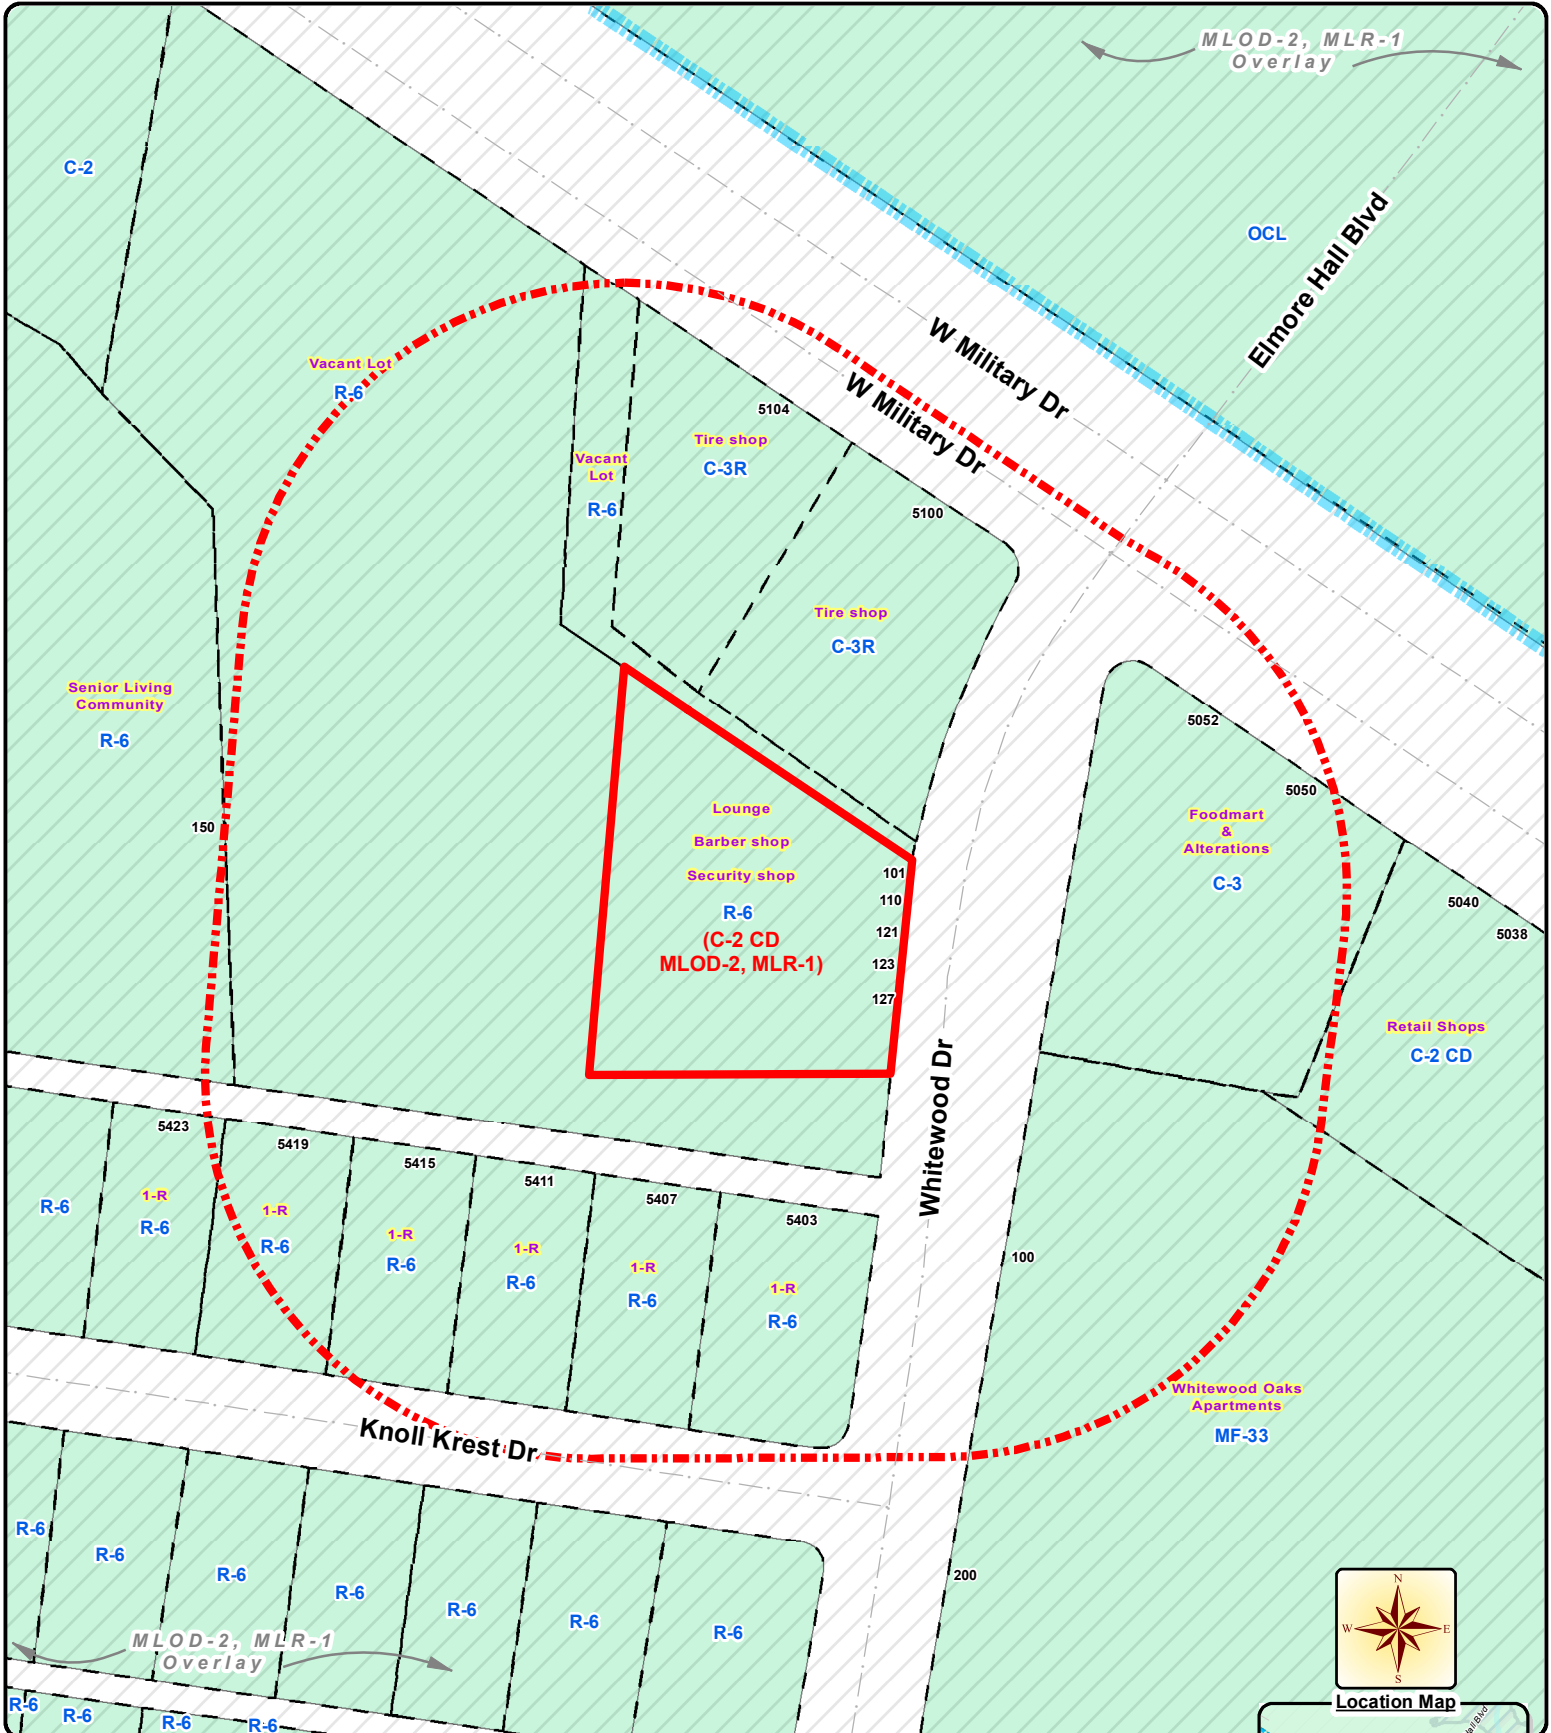 MLOD-2, MLR-1
Overlay
C-2
OCL
Elmore Hall Blvd
W Military Dr
W Military Dr
Vacant Lot
R-6
5104
Tire shop
C-3R
Vacant
Lot
R-6
5100
Tire shop
C-3R
Senior Living
Community
R-6
150
5052
5050
Foodmart
&
Alterations
C-3
5040
5038
Lounge
Barber shop
Security shop
R-6
(C-2 CD
MLOD-2, MLR-1)
101
110
121
123
127
Retail Shops
C-2 CD
Whitewood Dr
5423
5419
5415
5411
5407
5403
R-6
1-R
R-6
1-R
R-6
1-R
R-6
1-R
R-6
1-R
R-6
1-R
R-6
100
Whitewood Oaks
Apartments
MF-33
Knoll Krest Dr
200
R-6
R-6
R-6
R-6
R-6
R-6
R-6
MLOD-2, MLR-1
Overlay
R-6
R-6
R-6
R-6
N
W
E
S
Location Map
Hall Blvd